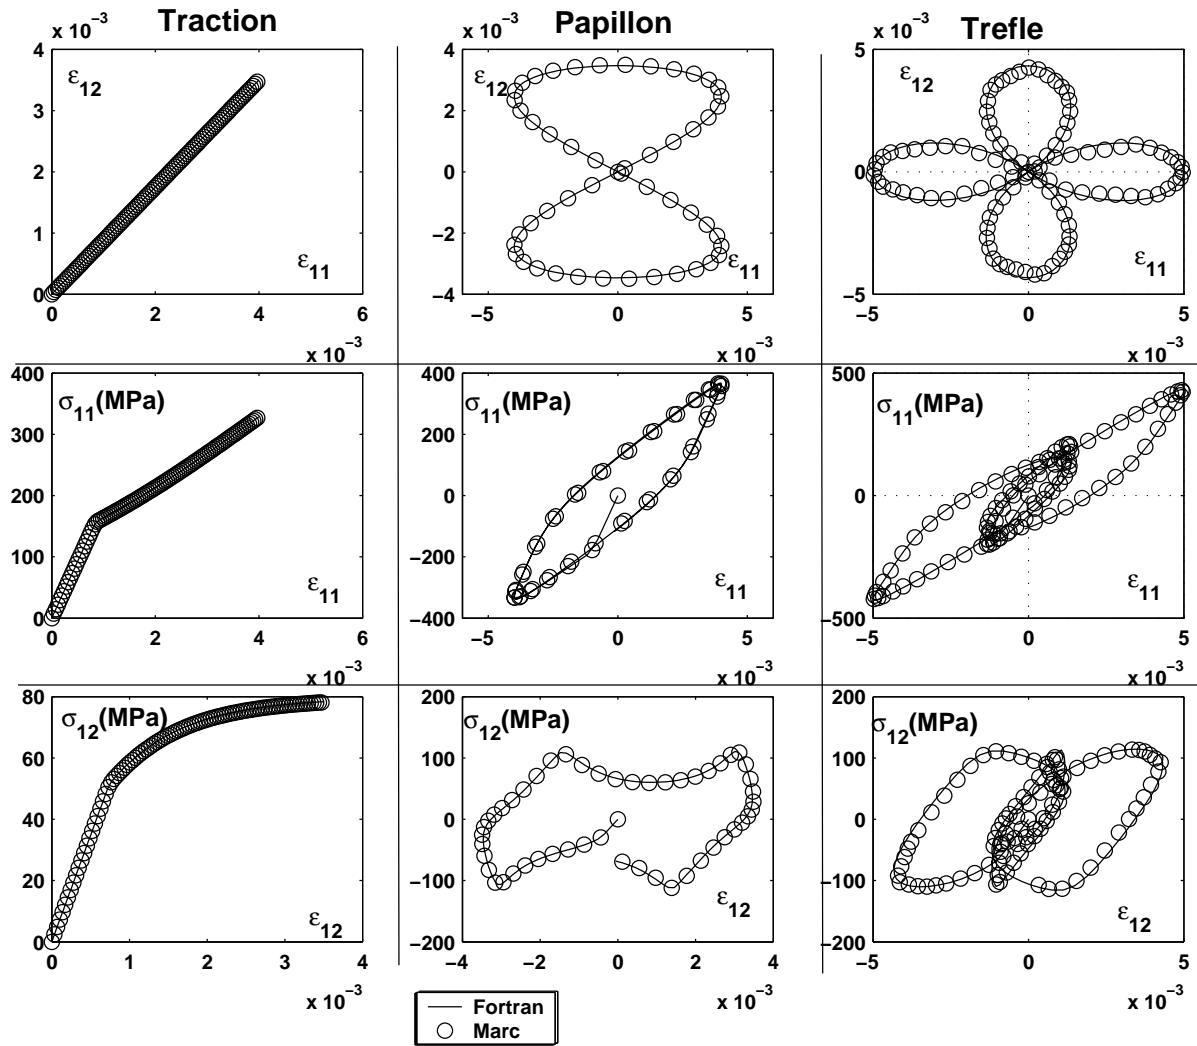 Traction Papillon Trefle
x 10⁻³ x 10⁻³ x 10⁻³
4 4 5
ε12 ε12 ε12
3
2
2
0 0
1
−2
ε11 ε11 ε11
0 −4 −5
0 2 4 6 −5 0 5 −5 0 5
x 10⁻³ x 10⁻³ x 10⁻³
400 400 500
σ11(MPa) σ11(MPa) σ11(MPa)
300
200
200
0 0
100
−200
ε11 ε11 ε11
0 −400 −500
0 2 4 6 −5 0 5 −5 0 5
x 10⁻³ x 10⁻³ x 10⁻³
80 200 200
σ12(MPa) σ12(MPa) σ12(MPa)
60
100 100
40
0 0
20
−100 −100
ε12 ε12 ε12
0 −200 −200
0 1 2 3 4 −4 −2 0 2 4 −5 0 5
x 10⁻³ x 10⁻³ x 10⁻³
Fortran
Marc